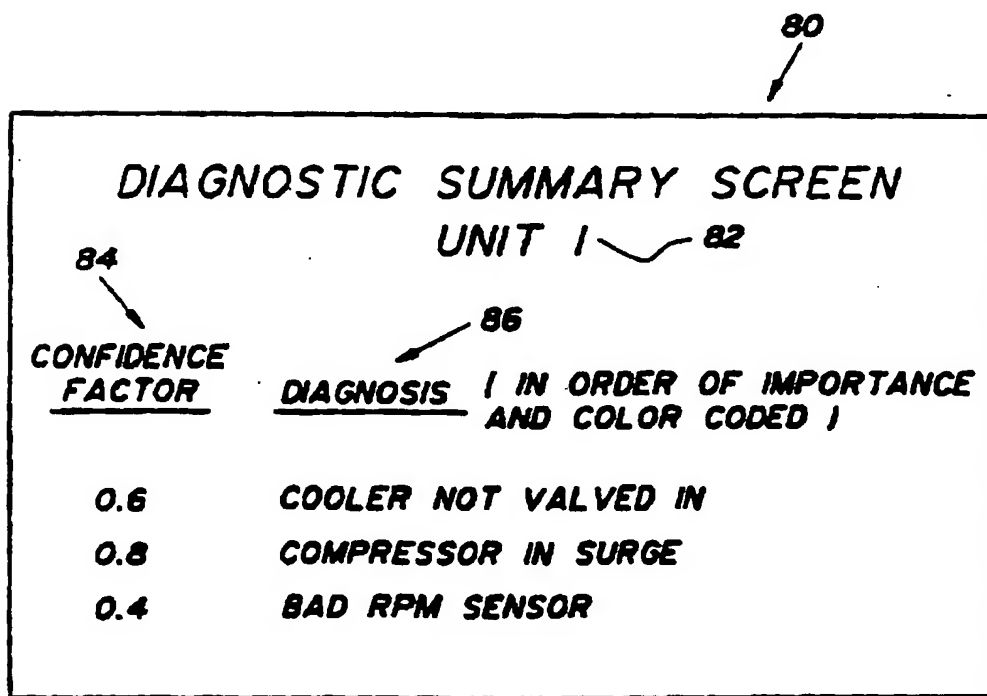 80
DIAGNOSTIC SUMMARY SCREEN
UNIT 1 82
84
86
CONFIDENCE
FACTOR
DIAGNOSIS ( IN ORDER OF IMPORTANCE
AND COLOR CODED )
0.6 COOLER NOT VALVED IN
0.8 COMPRESSOR IN SURGE
0.4 BAD RPM SENSOR